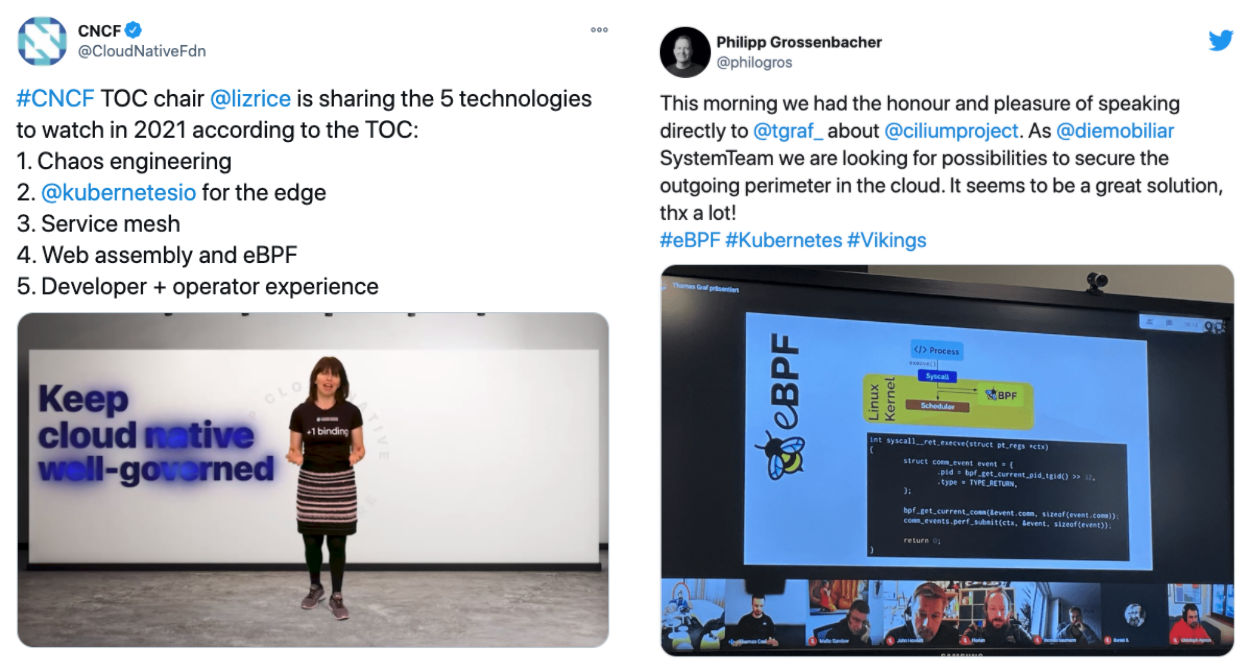 CNCF
@CloudNativeFdn
#CNCF TOC chair @lizrice is sharing the 5 technologies
to watch in 2021 according to the TOC:
1. Chaos engineering
2. @kubernetesio for the edge
3. Service mesh
4. Web assembly and eBPF
5. Developer + operator experience
Keep
cloud native
well-governed
+1 binding
Philipp Grossenbacher
@philogros
This morning we had the honour and pleasure of speaking
directly to @tgraf_ about @ciliumproject. As @diemobiliar
SystemTeam we are looking for possibilities to secure the
outgoing perimeter in the cloud. It seems to be a great solution,
thx a lot!
#eBPF #Kubernetes #Vikings
Thomas Graf präsentiert
eBPF
</> Process
execve()
Syscall
Linux
Kernel
BPF
Scheduler
int syscall__ret_execve(struct pt_regs *ctx)
{
struct comm_event event = {
.pid = bpf_get_current_pid_tgid() >> 32,
.type = TYPE_RETURN,
};
bpf_get_current_comm(&event.comm, sizeof(event.comm));
comm_events.perf_submit(ctx, &event, sizeof(event));
return 0;
}
SAMSUNG